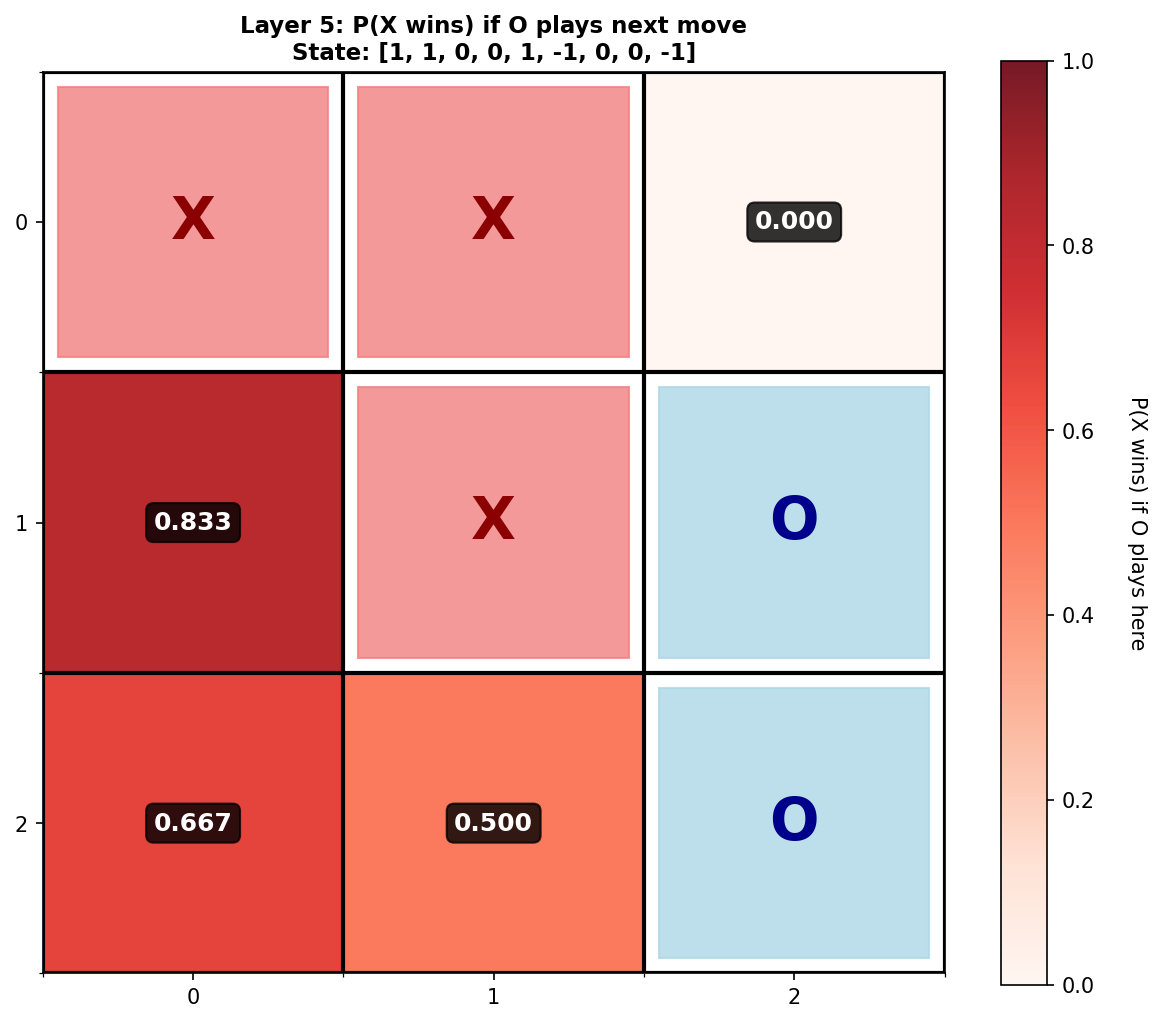 Layer 5: P(X wins) if O plays next move
State: [1, 1, 0, 0, 1, -1, 0, 0, -1]
0
X
X
0.000
1
0.833
X
O
2
0.667
0.500
O
0
1
2
1.0
0.8
0.6
0.4
0.2
0.0
P(X wins) if O plays here